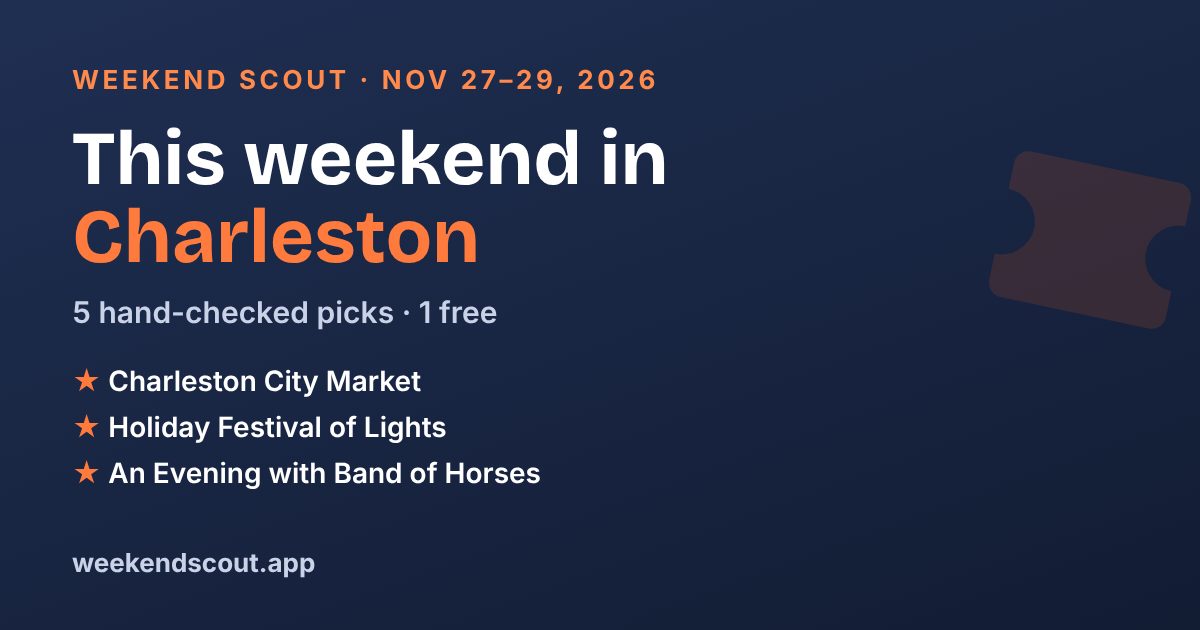 WEEKEND SCOUT · NOV 27–29, 2026
This weekend in
Charleston
5 hand-checked picks · 1 free
★ Charleston City Market
★ Holiday Festival of Lights
★ An Evening with Band of Horses
weekendscout.app